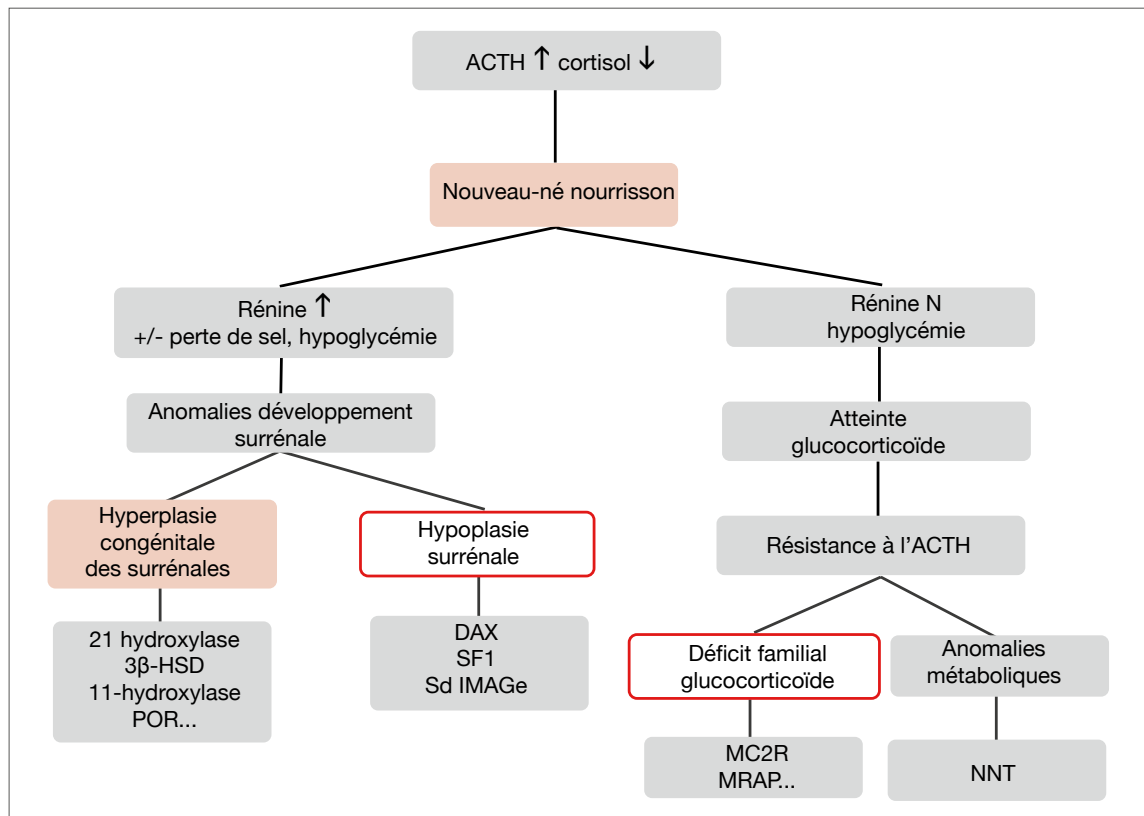 ACTH ↑ cortisol ↓
Nouveau-né nourrisson
Rénine ↑
+/- perte de sel, hypoglycémie
Rénine N
hypoglycémie
Anomalies développement
surrénale
Atteinte
glucocorticoïde
Hyperplasie
congénitale
des surrénales
Hypoplasie
surrénale
Résistance à l’ACTH
21 hydroxylase
3β-HSD
11-hydroxylase
POR...
DAX
SF1
Sd IMAGe
Déficit familial
glucocorticoïde
Anomalies
métaboliques
MC2R
MRAP...
NNT